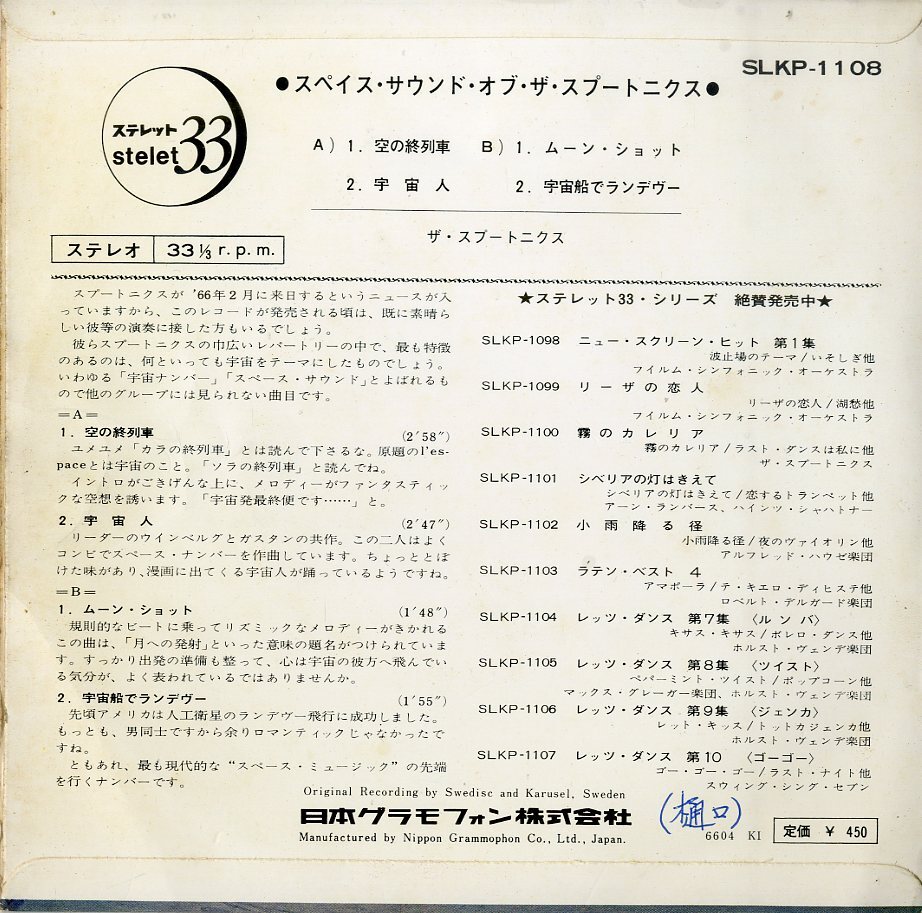 SLKP-1108
●スペイス・サウンド・オブ・ザ・スプートニクス●
ステレット
stelet33
A） 1．空の終列車 B） 1．ムーン・ショット
2．宇宙人 2．宇宙船でランデヴー
ザ・スプートニクス
ステレオ 33⅓ r.p.m.
スプートニクスが '66年2月に来日するというニュースが入
っていますから、このレコードが発売される頃は、既に素晴ら
しい彼等の演奏に接した方もいるでしょう。
彼らスプートニクスの巾広いレパートリーの中で、最も特徴
のあるのは、何といっても宇宙をテーマにしたものでしょう。
いわゆる「宇宙ナンバー」「スペース・サウンド」とよばれるも
ので他のグループには見られない曲目です。
＝A＝
1．空の終列車 (2′58″)
ユメユメ「カラの終列車」とは読んで下さるな。原題のl'es-
paceとは宇宙のこと。「ソラの終列車」と読んでね。
イントロがごきげんな上に、メロディーがファンタスティッ
クな空想を誘います。「宇宙発最終便です……」と。
2．宇宙人 (2′47″)
リーダーのウインベルグとガスタンの共作。この二人はよく
コンビでスペース・ナンバーを作曲しています。ちょっととぼ
けた味があり、漫画に出てくる宇宙人が踊っているようですね。
＝B＝
1．ムーン・ショット (1′48″)
規則的なビートに乗ってリズミックなメロディーがきかれる
この曲は、「月への発射」といった意味の題名がつけられていま
す。すっかり出発の準備も整って、心は宇宙の彼方へ飛んでい
る気分が、よく表われているではありませんか。
2．宇宙船でランデヴー (1′55″)
先頃アメリカは人工衛星のランデヴー飛行に成功しました。
もっとも、男同士ですから余りロマンティックじゃなかったで
すね。
ともあれ、最も現代的な“スペース・ミュージック”の先端
を行くナンバーです。
★ステレット33・シリーズ 絶賛発売中★
SLKP-1098 ニュー・スクリーン・ヒット 第1集
波止場のテーマ/いそしぎ他
フイルム・シンフォニック・オーケストラ
SLKP-1099 リーザの恋人
リーザの恋人/湖愁他
フイルム・シンフォニック・オーケストラ
SLKP-1100 霧のカレリア
霧のカレリア/ラスト・ダンスは私に他
ザ・スプートニクス
SLKP-1101 シベリアの灯はきえて
シベリアの灯はきえて/恋するトランペット他
アーン・ランバース、ハインツ・シャハトナー
SLKP-1102 小雨降る径
小雨降る径/夜のヴァイオリン他
アルフレッド・ハウゼ楽団
SLKP-1103 ラテン・ベスト 4
アマポーラ/テ・キエロ・ディヒステ他
ロベルト・デルガード楽団
SLKP-1104 レッツ・ダンス 第7集 〈ルンバ〉
キサス・キサス/ボレロ・ダンス他
ホルスト・ヴェンデ楽団
SLKP-1105 レッツ・ダンス 第8集 〈ツイスト〉
ペパーミント・ツイスト/ポップコーン他
マックス・グレーガー楽団、ホルスト・ヴェンデ楽団
SLKP-1106 レッツ・ダンス 第9集 〈ジェンカ〉
レット・キッス/トットカジェンカ他
ホルスト・ヴェンデ楽団
SLKP-1107 レッツ・ダンス 第10 〈ゴーゴー〉
ゴー・ゴー・ゴー/ラスト・ナイト他
スウィング・シング・セブン
Original Recording by Swedisc and Karusel, Sweden
日本グラモフォン株式会社
Manufactured by Nippon Grammophon Co., Ltd., Japan.
(樋口)
6604 KI
定価 ¥ 450